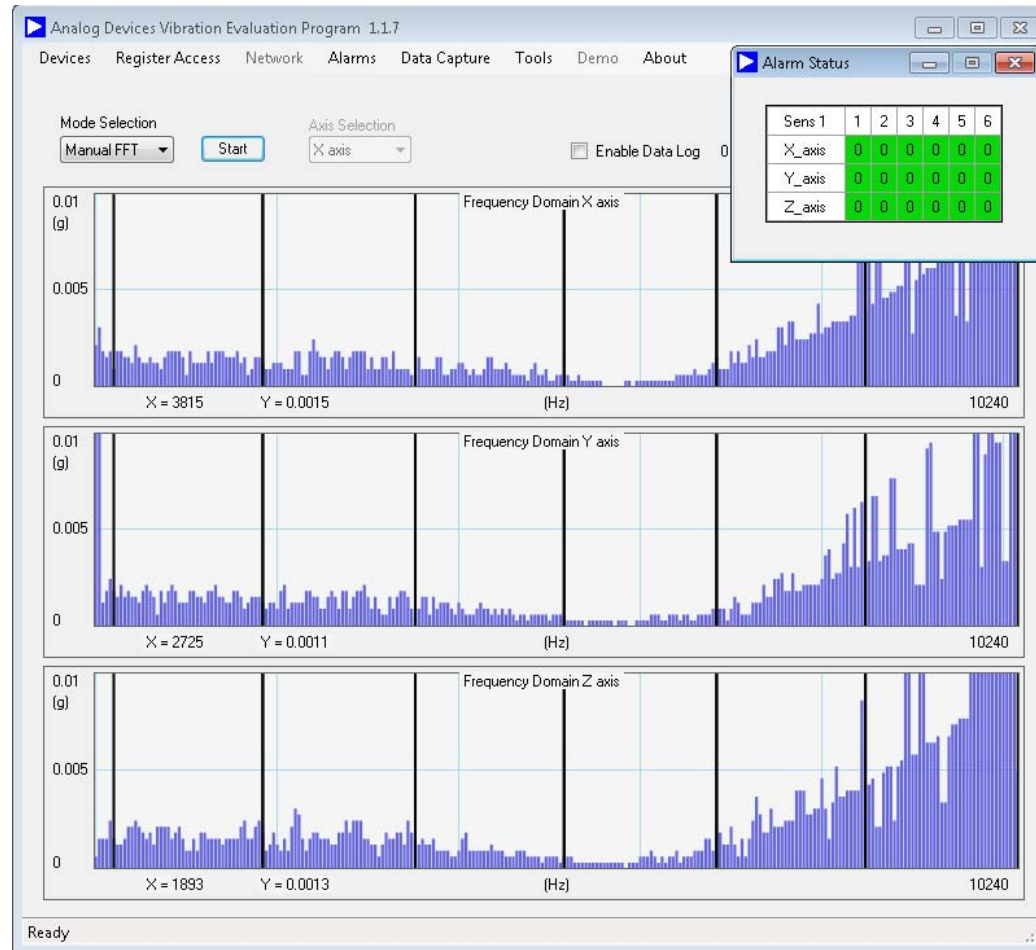 Analog Devices Vibration Evaluation Program 1.1.7
Devices Register Access Network Alarms Data Capture Tools Demo About
Alarm Status
Mode Selection
Axis Selection
Manual FFT Start X axis Enable Data Log 0
Sens 1 1 2 3 4 5 6
X_axis 0 0 0 0 0 0
Y_axis 0 0 0 0 0 0
Z_axis 0 0 0 0 0 0
0.01 Frequency Domain X axis
(g)
0.005
0
X = 3815 Y = 0.0015 (Hz) 10240
0.01 Frequency Domain Y axis
(g)
0.005
0
X = 2725 Y = 0.0011 (Hz) 10240
0.01 Frequency Domain Z axis
(g)
0.005
0
X = 1893 Y = 0.0013 (Hz) 10240
Ready